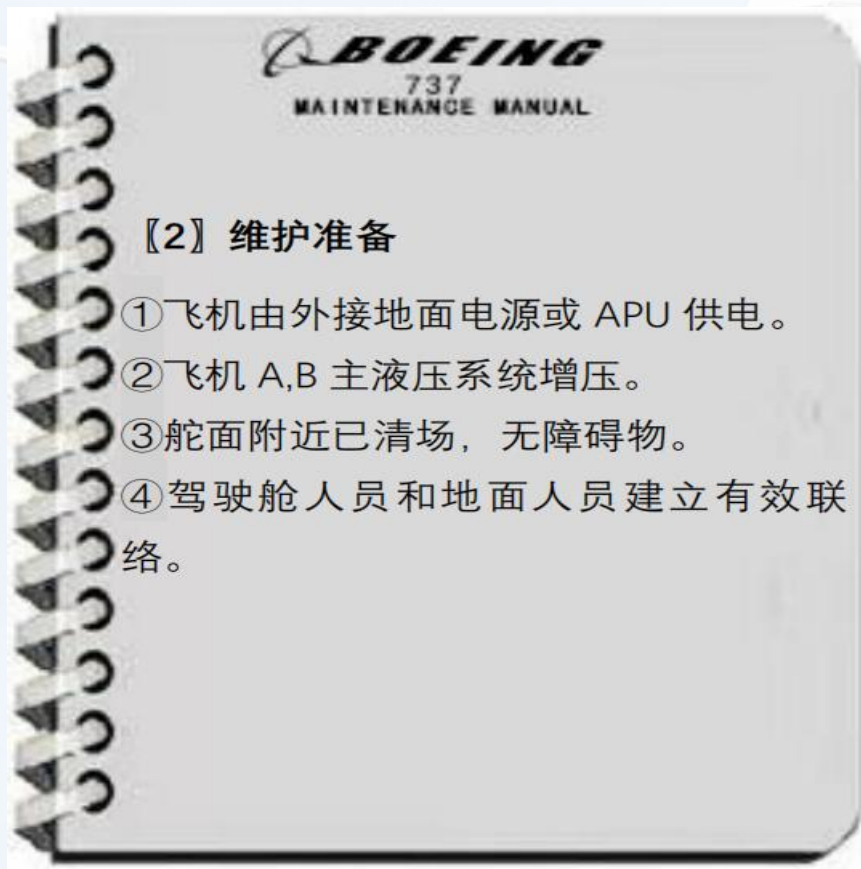 BOEING
737
MAINTENANCE MANUAL
〖2〗维护准备
①飞机由外接地面电源或 APU 供电。
②飞机 A,B 主液压系统增压。
③舵面附近已清场，无障碍物。
④驾驶舱人员和地面人员建立有效联
络。